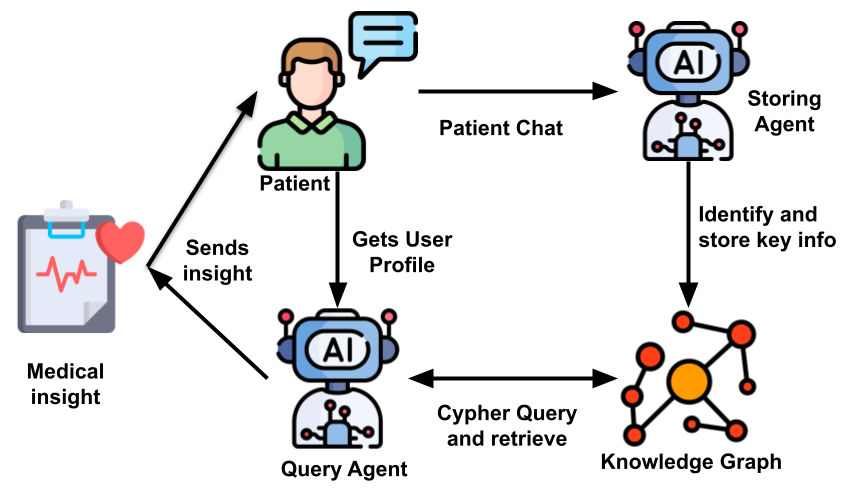 AI
Storing
Agent
Patient Chat
Patient
Identify and
store key info
Gets User
Profile
Sends
insight
AI
Medical
insight
Cypher Query
and retrieve
Query Agent
Knowledge Graph